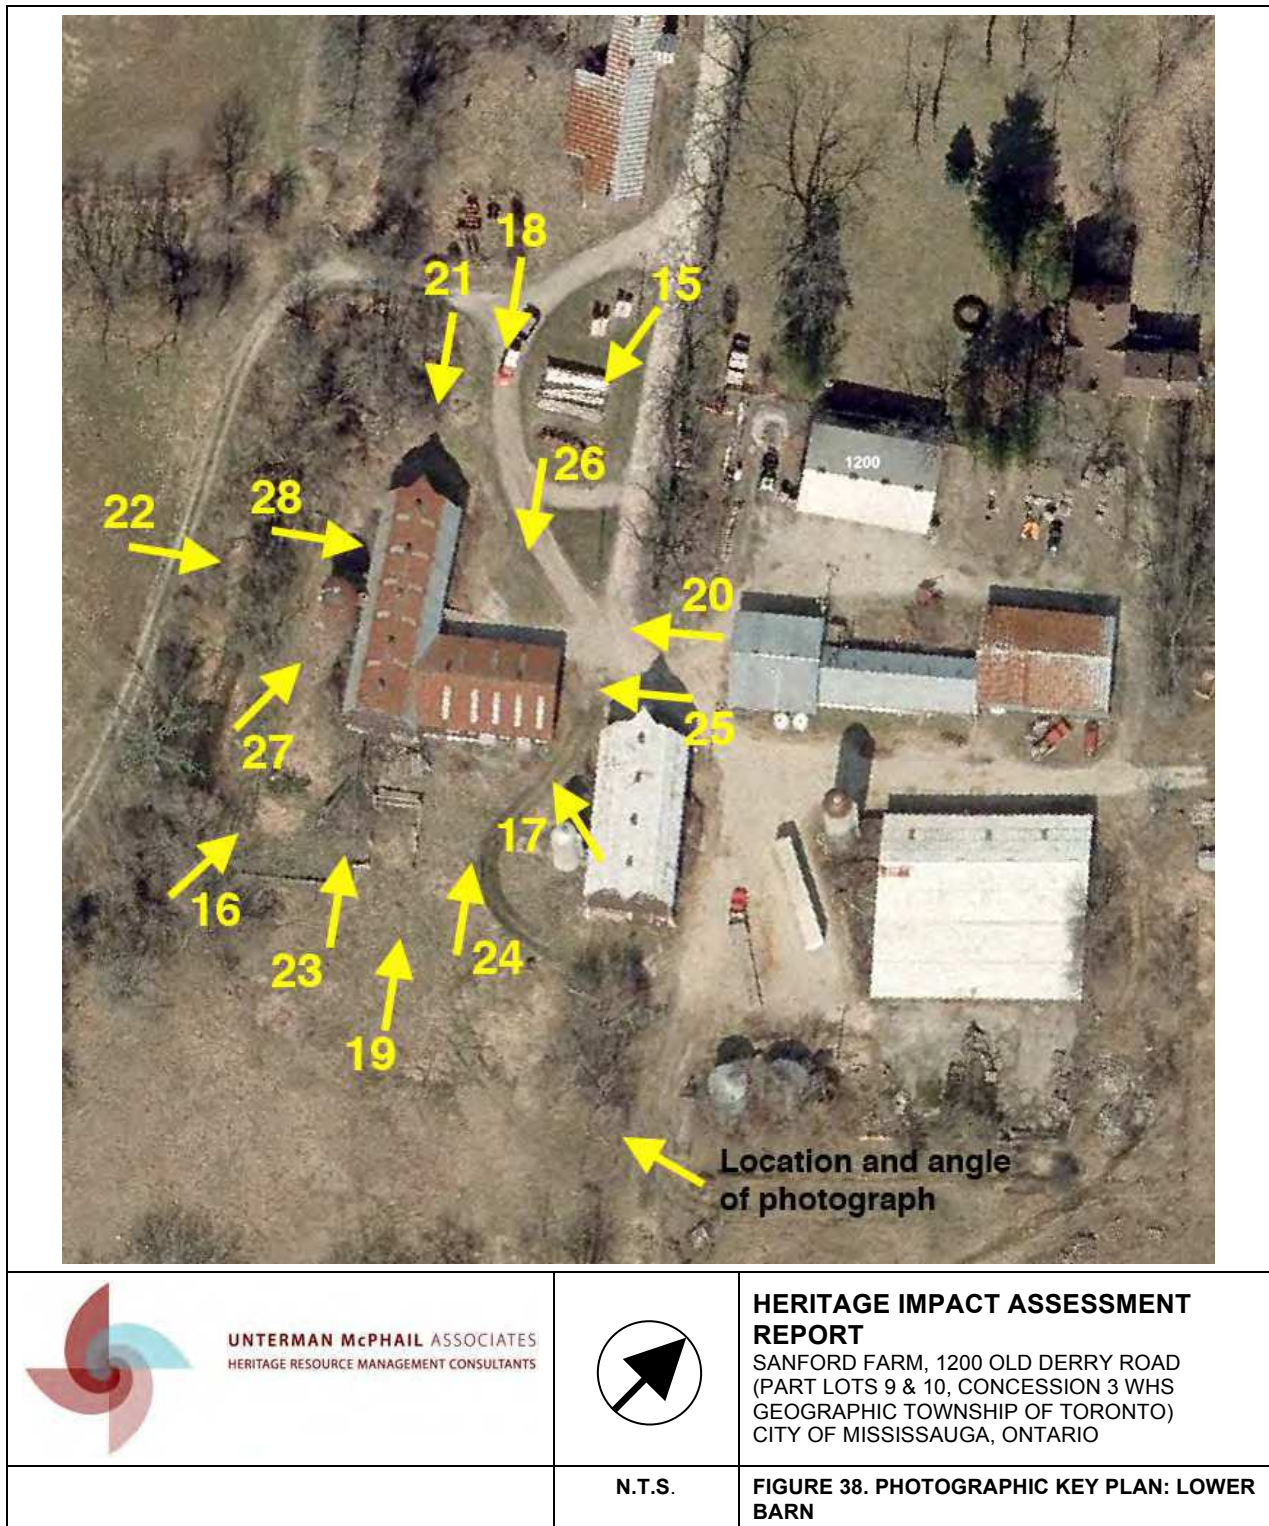 18
21
15
26
1200
28
22
20
25
27
17
16
24
23
19
Location and angle
of photograph
UNTERMAN McPHAIL ASSOCIATES
HERITAGE RESOURCE MANAGEMENT CONSULTANTS
HERITAGE IMPACT ASSESSMENT
REPORT
SANFORD FARM, 1200 OLD DERRY ROAD
(PART LOTS 9 & 10, CONCESSION 3 WHS
GEOGRAPHIC TOWNSHIP OF TORONTO)
CITY OF MISSISSAUGA, ONTARIO
N.T.S.
FIGURE 38. PHOTOGRAPHIC KEY PLAN: LOWER
BARN